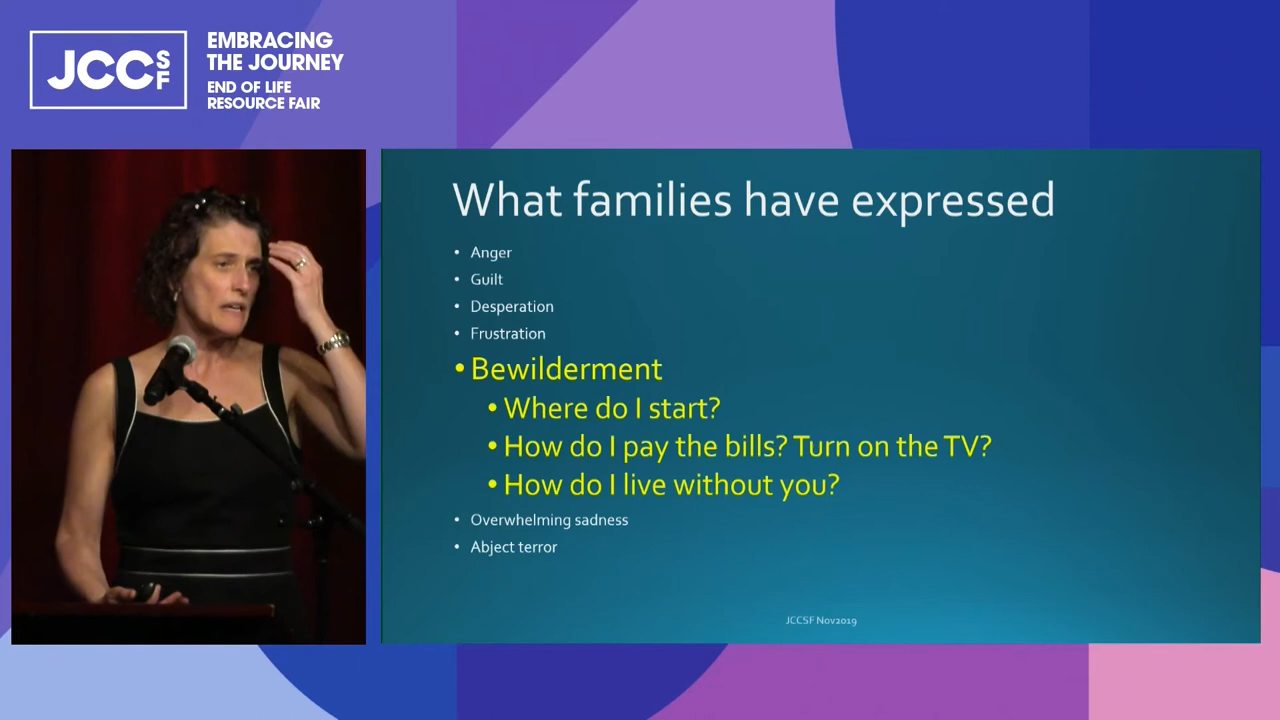 JCCSF
EMBRACING
THE JOURNEY
END OF LIFE
RESOURCE FAIR
What families have expressed
• Anger
• Guilt
• Desperation
• Frustration
• Bewilderment
• Where do I start?
• How do I pay the bills? Turn on the TV?
• How do I live without you?
• Overwhelming sadness
• Abject terror
JCCSF Nov2019